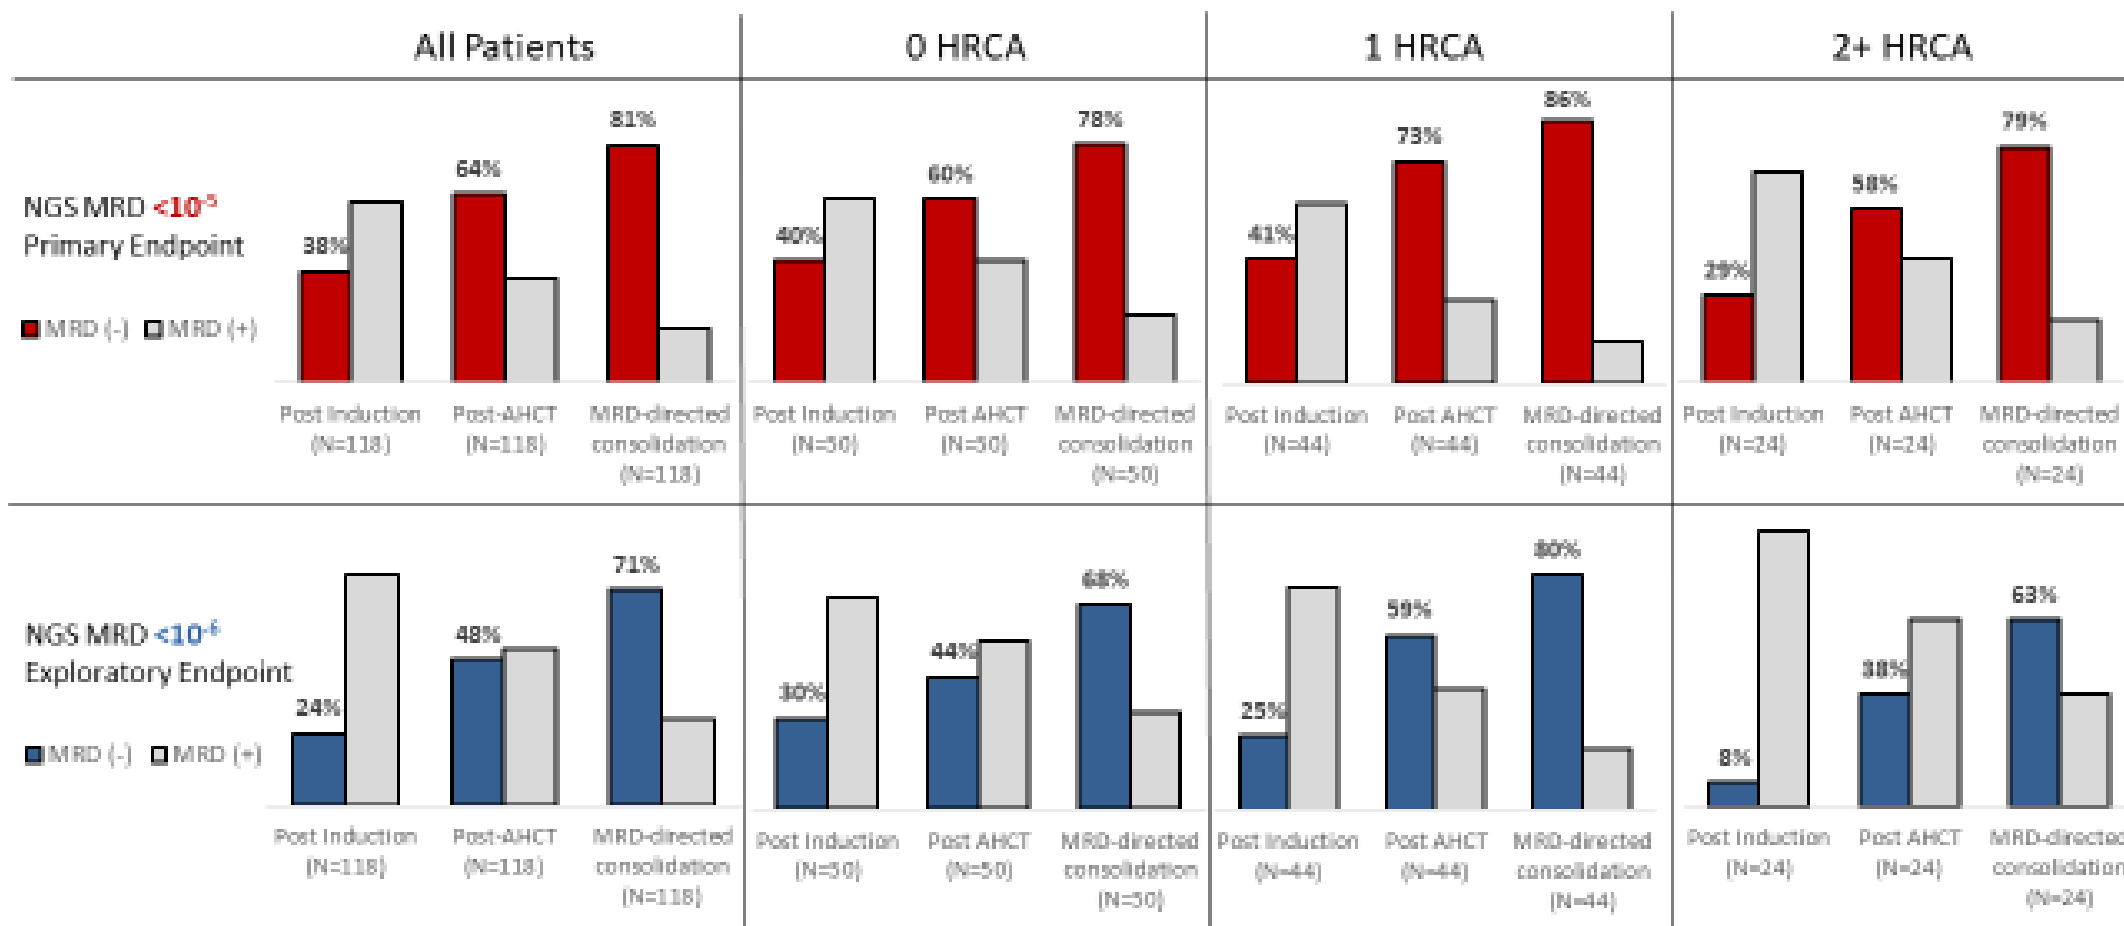 All Patients
0 HRCA
1 HRCA
2+ HRCA
NGS MRD <10⁻⁵
Primary Endpoint
MRD (-) MRD (+)
38%
64%
81%
Post Induction
(N=118)
Post-AHCT
(N=118)
MRD-directed
consolidation
(N=118)
40%
60%
78%
Post Induction
(N=50)
Post AHCT
(N=50)
MRD-directed
consolidation
(N=50)
41%
73%
86%
Post Induction
(N=44)
Post AHCT
(N=44)
MRD-directed
consolidation
(N=44)
29%
58%
79%
Post Induction
(N=24)
Post AHCT
(N=24)
MRD-directed
consolidation
(N=24)
NGS MRD <10⁻⁶
Exploratory Endpoint
MRD (-) MRD (+)
24%
48%
71%
Post Induction
(N=118)
Post-AHCT
(N=118)
MRD-directed
consolidation
(N=118)
30%
44%
68%
Post Induction
(N=50)
Post AHCT
(N=50)
MRD-directed
consolidation
(N=50)
25%
59%
80%
Post Induction
(N=44)
Post AHCT
(N=44)
MRD-directed
consolidation
(N=44)
8%
38%
63%
Post Induction
(N=24)
Post AHCT
(N=24)
MRD-directed
consolidation
(N=24)